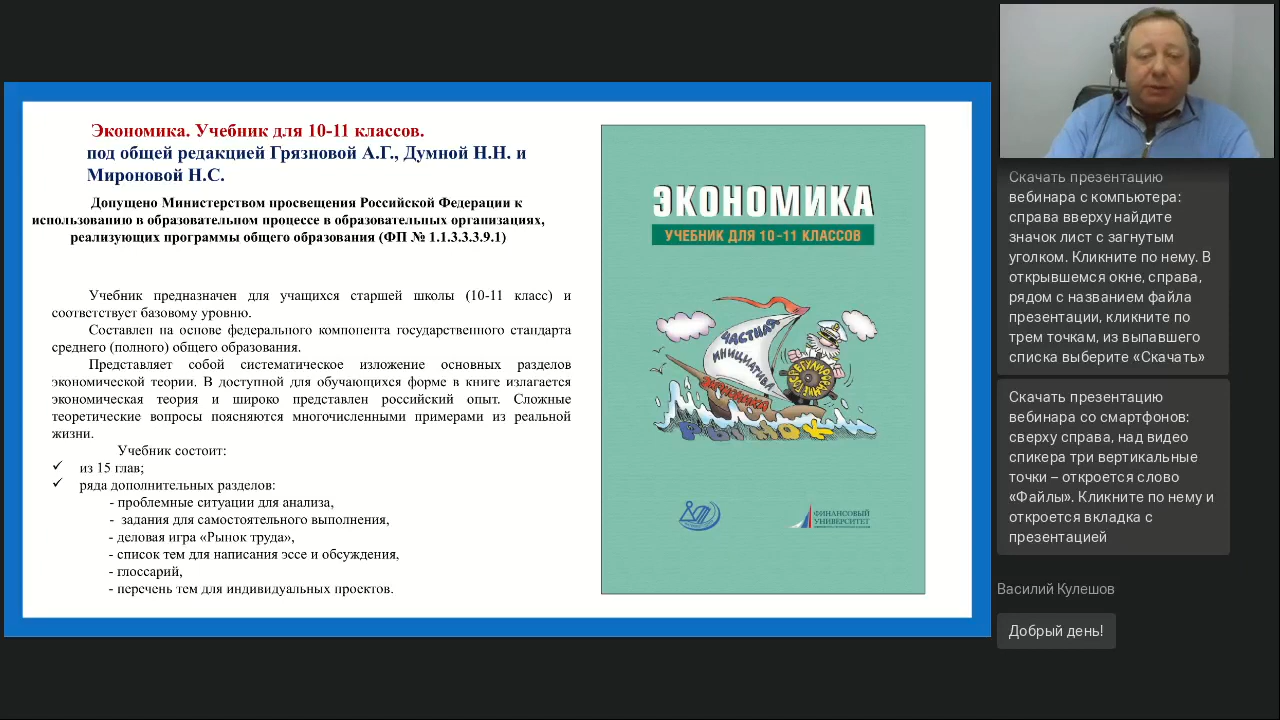 Экономика. Учебник для 10-11 классов.
под общей редакцией Грязновой А.Г., Думной Н.Н. и
Мироновой Н.С.
Допущено Министерством просвещения Российской Федерации к
использованию в образовательном процессе в образовательных организациях,
реализующих программы общего образования (ФП № 1.1.3.3.3.9.1)
Учебник предназначен для учащихся старшей школы (10-11 класс) и
соответствует базовому уровню.
Составлен на основе федерального компонента государственного стандарта
среднего (полного) общего образования.
Представляет собой систематическое изложение основных разделов
экономической теории. В доступной для обучающихся форме в книге излагается
экономическая теория и широко представлен российский опыт. Сложные
теоретические вопросы поясняются многочисленными примерами из реальной
жизни.
Учебник состоит:
✓ из 15 глав;
✓ ряда дополнительных разделов:
- проблемные ситуации для анализа,
- задания для самостоятельного выполнения,
- деловая игра «Рынок труда»,
- список тем для написания эссе и обсуждения,
- глоссарий,
- перечень тем для индивидуальных проектов.
ЭКОНОМИКА
УЧЕБНИК ДЛЯ 10-11 КЛАССОВ
ЧАСТНАЯ
ИНИЦИАТИВА
ЭКОНОМИКА
РЫНОК
ФИНАНСОВЫЙ
УНИВЕРСИТЕТ
Скачать презентацию
вебинара с компьютера:
справа вверху найдите
значок лист с загнутым
уголком. Кликните по нему. В
открывшемся окне, справа,
рядом с названием файла
презентации, кликните по
трем точкам, из выпавшего
списка выберите «Скачать»
Скачать презентацию
вебинара со смартфонов:
сверху справа, над видео
спикера три вертикальные
точки – откроется слово
«Файлы». Кликните по нему и
откроется вкладка с
презентацией
Василий Кулешов
Добрый день!